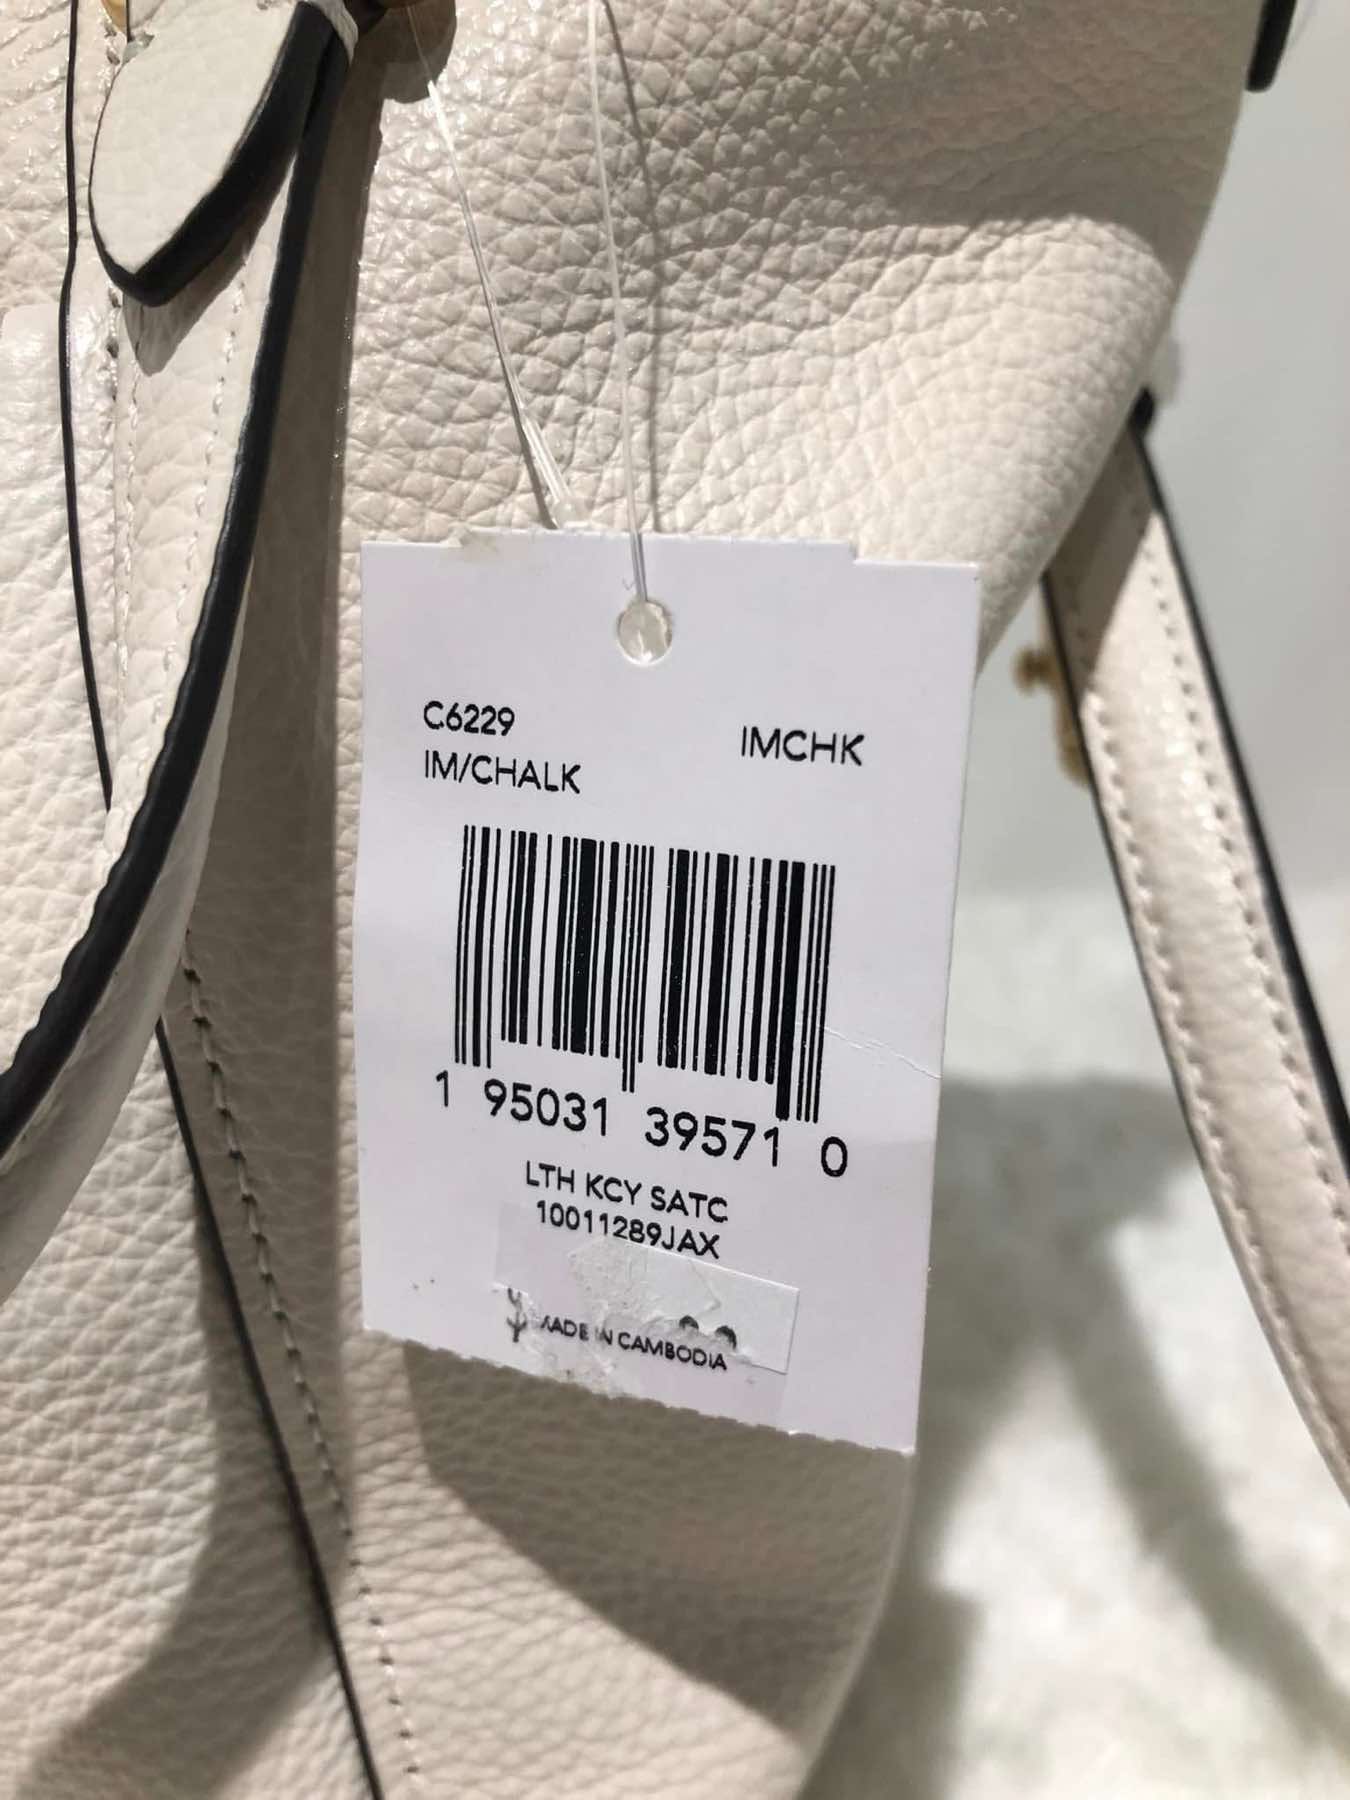 C6229 IMCHK
IM/CHALK
1 95031 39571 0
LTH KCY SATC
10011289JAX
MADE IN CAMBODIA